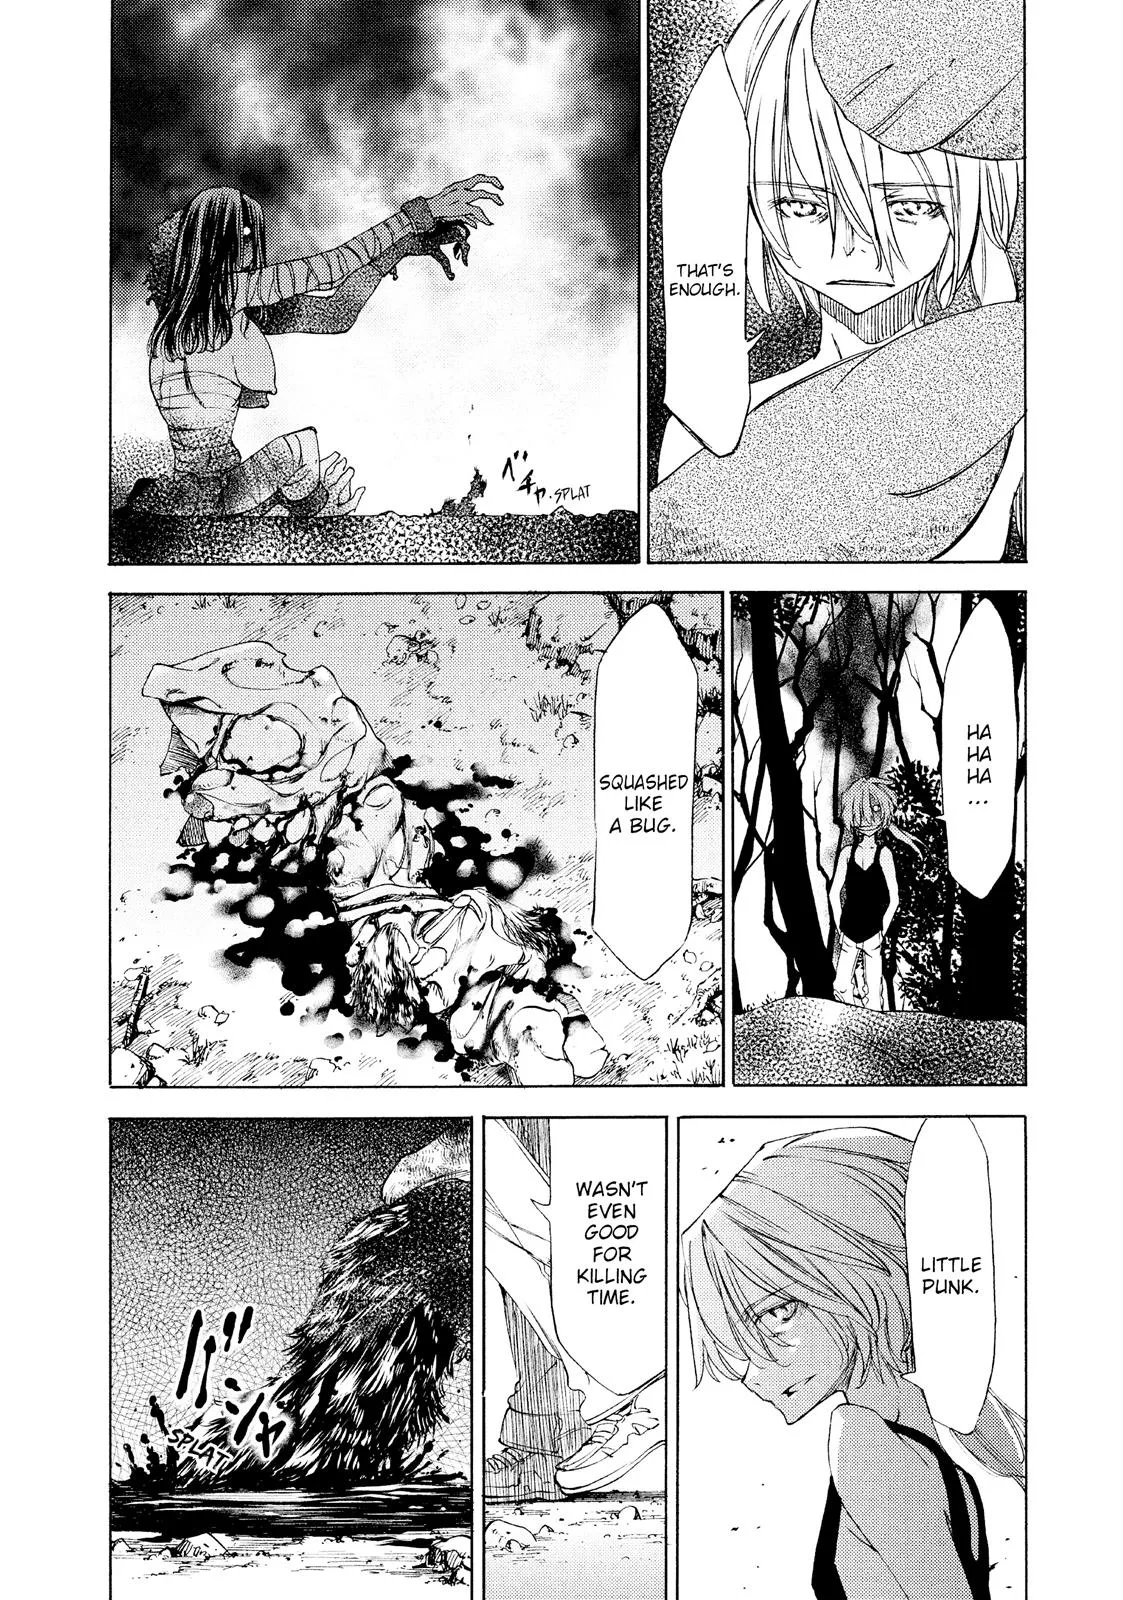 THAT'S
ENOUGH.
ベチャ
SPLAT
HA
HA
HA
...
SQUASHED
LIKE
A BUG.
LITTLE
PUNK.
WASN'T
EVEN
GOOD
FOR
KILLING
TIME.
バシャ
SPLAT